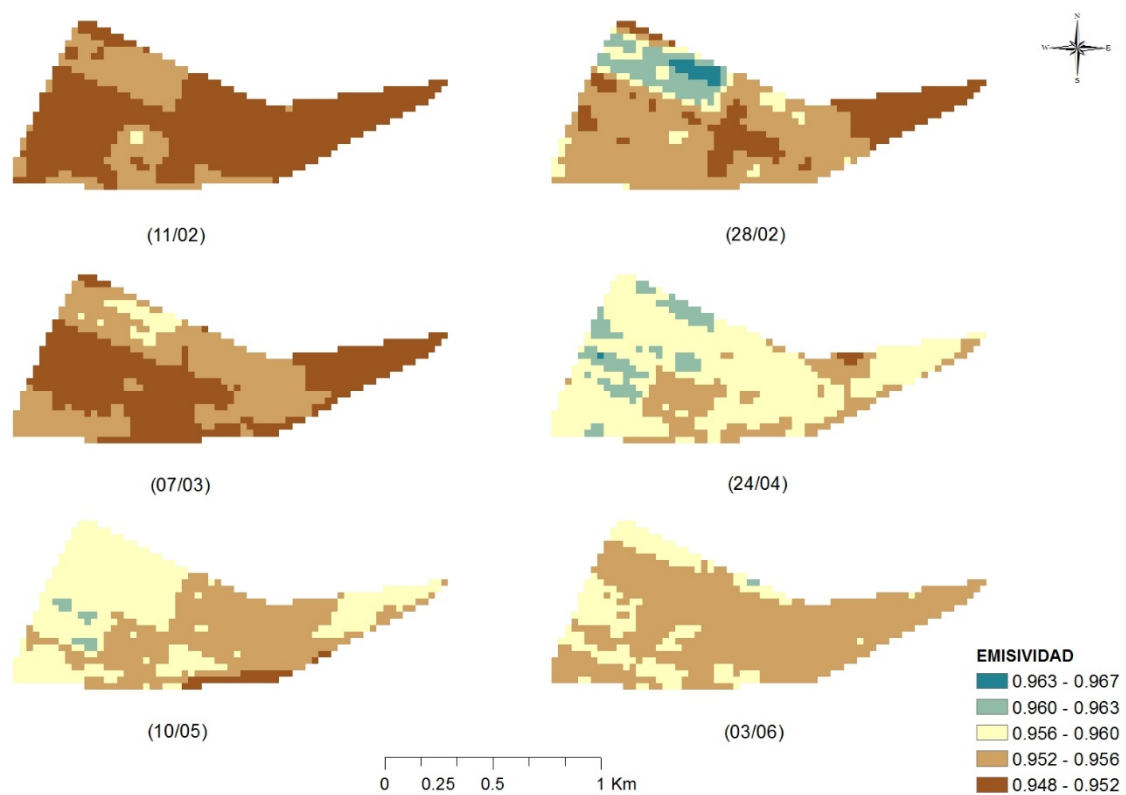 N
W E
S
(11/02)
(28/02)
(07/03)
(24/04)
(10/05)
(03/06)
EMISIVIDAD
0.963 - 0.967
0.960 - 0.963
0.956 - 0.960
0.952 - 0.956
0.948 - 0.952
0 0.25 0.5 1 Km